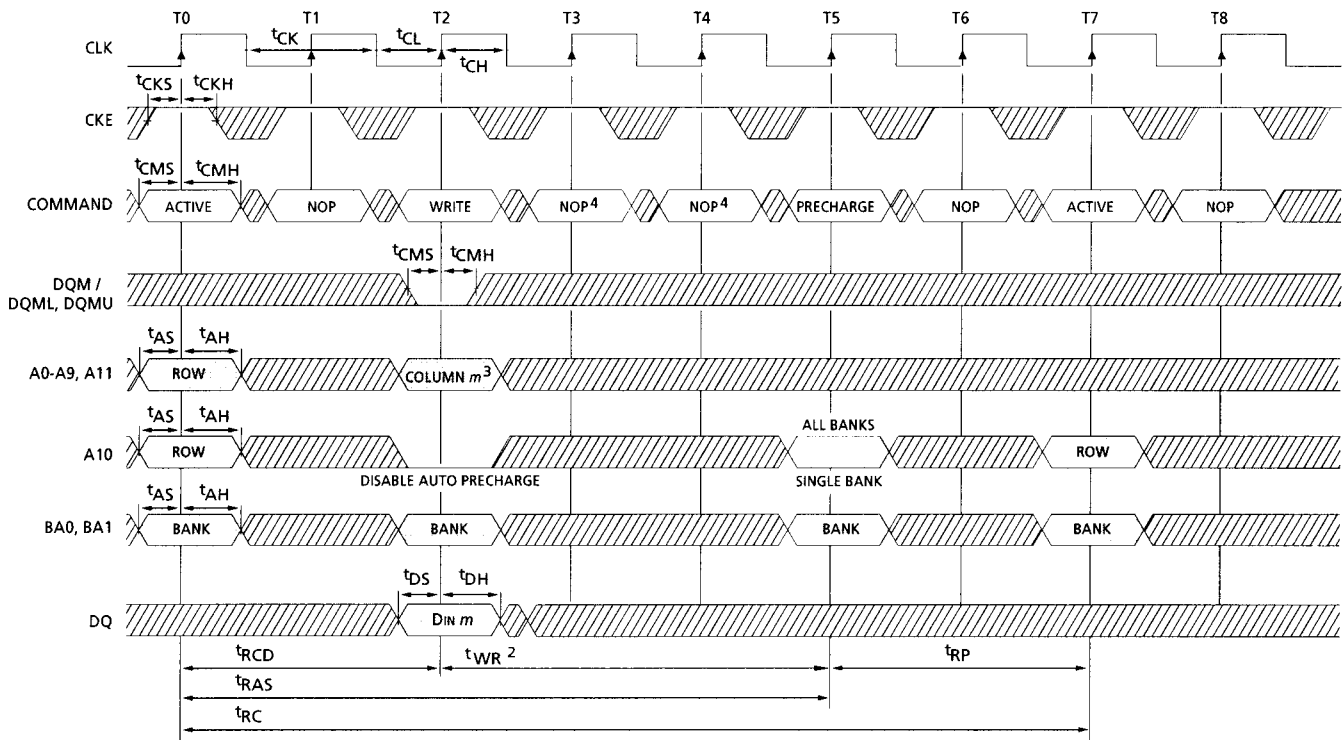 T0 T1 T2 T3 T4 T5 T6 T7 T8
CLK
tCK tCL tCH
tCKS tCKH
CKE
tCMS tCMH
COMMAND ACTIVE NOP WRITE NOP4 NOP4 PRECHARGE NOP ACTIVE NOP
tCMS tCMH
DQM /
DQML, DQMU
tAS tAH
A0-A9, A11 ROW COLUMN m3
tAS tAH ALL BANKS
A10 ROW ROW
DISABLE AUTO PRECHARGE SINGLE BANK
tAS tAH
BA0, BA1 BANK BANK BANK BANK
tDS tDH
DQ DIN m
tRCD tWR 2 tRP
tRAS
tRC